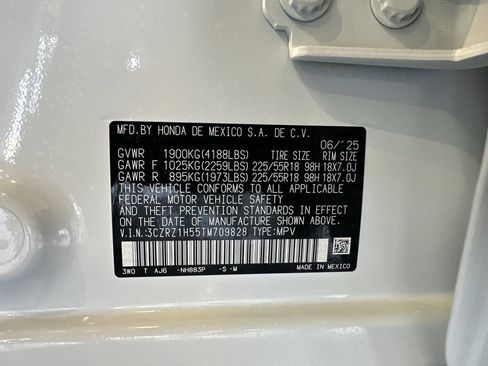 MFD.BY HONDA DE MEXICO S.A. DE C.V. 06/'25
GVWR 1900KG(4188LBS) TIRE SIZE RIM SIZE
GAWR F 1025KG(2259LBS) 225/55R18 98H 18X7.0J
GAWR R 895KG(1973LBS) 225/55R18 98H 18X7.0J
THIS VEHICLE CONFORMS TO ALL APPLICABLE
FEDERAL MOTOR VEHICLE SAFETY, BUMPER,
AND THEFT PREVENTION STANDARDS IN EFFECT
ON THE DATE OF MANUFACTURE SHOWN ABOVE.
V.I.N.:3CZRZ1H55TM709828 TYPE:MPV
3W0 T AJ6 -NH883P -S -M MADE IN MEXICO